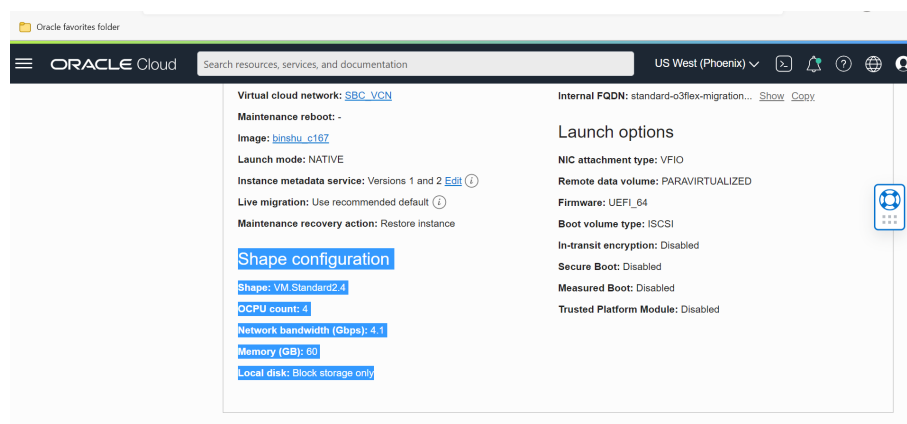 Oracle favorites folder
ORACLE Cloud
Search resources, services, and documentation
US West (Phoenix)
Virtual cloud network: SBC_VCN
Maintenance reboot: -
Image: binshu_c167
Launch mode: NATIVE
Instance metadata service: Versions 1 and 2 Edit
Live migration: Use recommended default
Maintenance recovery action: Restore instance
Shape configuration
Shape: VM.Standard2.4
OCPU count: 4
Network bandwidth (Gbps): 4.1
Memory (GB): 60
Local disk: Block storage only
Internal FQDN: standard-o3flex-migration... Show Copy
Launch options
NIC attachment type: VFIO
Remote data volume: PARAVIRTUALIZED
Firmware: UEFI_64
Boot volume type: ISCSI
In-transit encryption: Disabled
Secure Boot: Disabled
Measured Boot: Disabled
Trusted Platform Module: Disabled